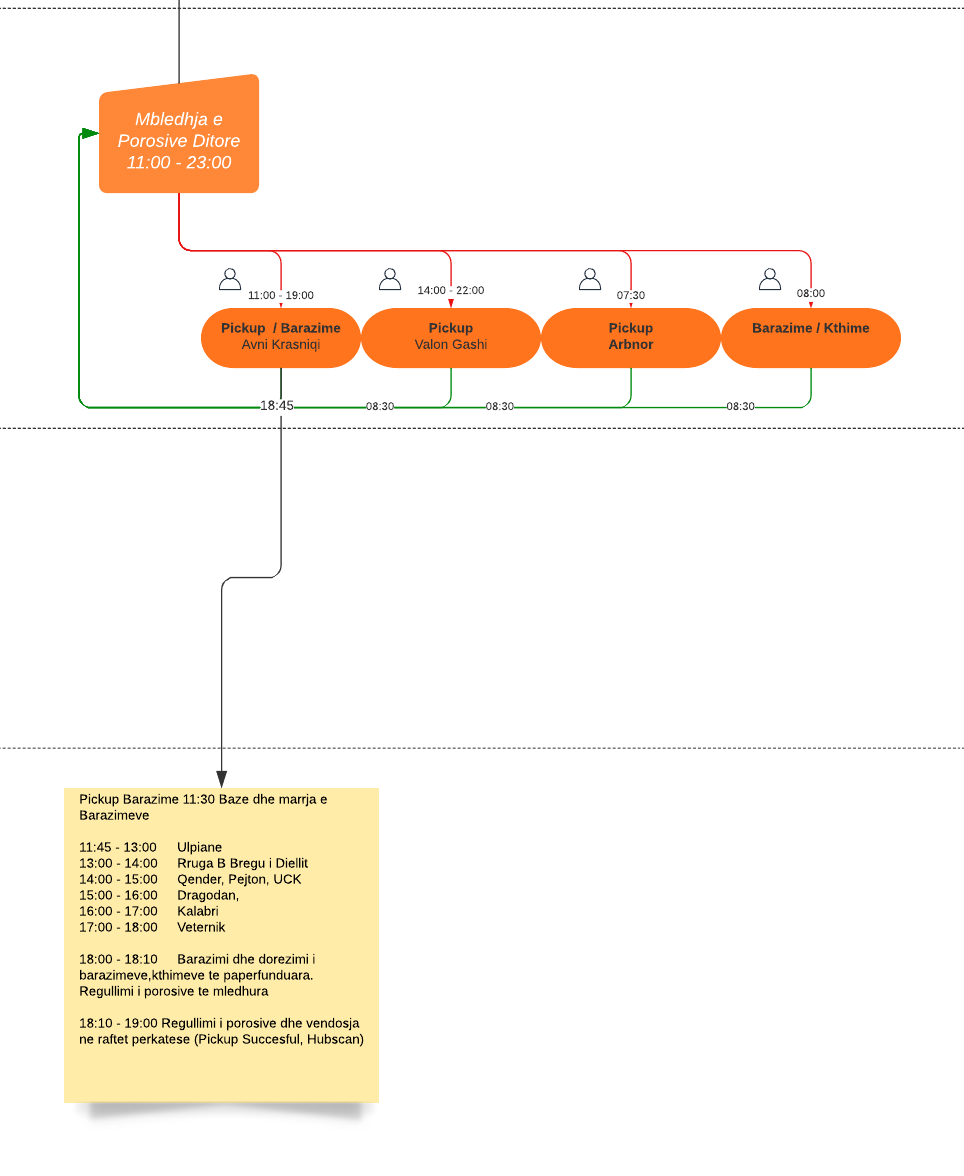 Mbledhja e
Porosive Ditore
11:00 - 23:00
11:00 - 19:00
14:00 - 22:00
07:30
08:00
Pickup / Barazime
Avni Krasniqi
Pickup
Valon Gashi
Pickup
Arbnor
Barazime / Kthime
18:45
08:30
08:30
08:30
Pickup Barazime 11:30 Baze dhe marrja e
Barazimeve
11:45 - 13:00 Ulpiane
13:00 - 14:00 Rruga B Bregu i Diellit
14:00 - 15:00 Qender, Pejton, UCK
15:00 - 16:00 Dragodan,
16:00 - 17:00 Kalabri
17:00 - 18:00 Veternik
18:00 - 18:10 Barazimi dhe dorezimi i
barazimeve,kthimeve te paperfunduara.
Regullimi i porosive te mledhura
18:10 - 19:00 Regullimi i porosive dhe vendosja
ne raftet perkatese (Pickup Succesful, Hubscan)